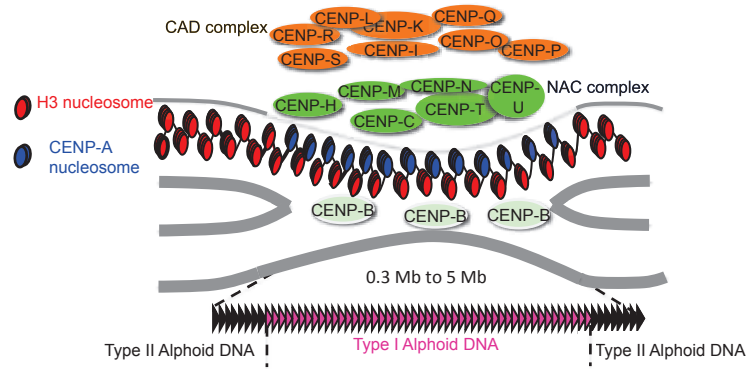 CAD complex
CENP-L
CENP-Q
CENP-K
CENP-R
CENP-O
CENP-I
CENP-P
CENP-S
NAC complex
CENP-M
CENP-N
CENP-U
CENP-H
CENP-T
CENP-C
H3 nucleosome
CENP-A
nucleosome
CENP-B
CENP-B
CENP-B
0.3 Mb to 5 Mb
Type II Alphoid DNA
Type I Alphoid DNA
Type II Alphoid DNA